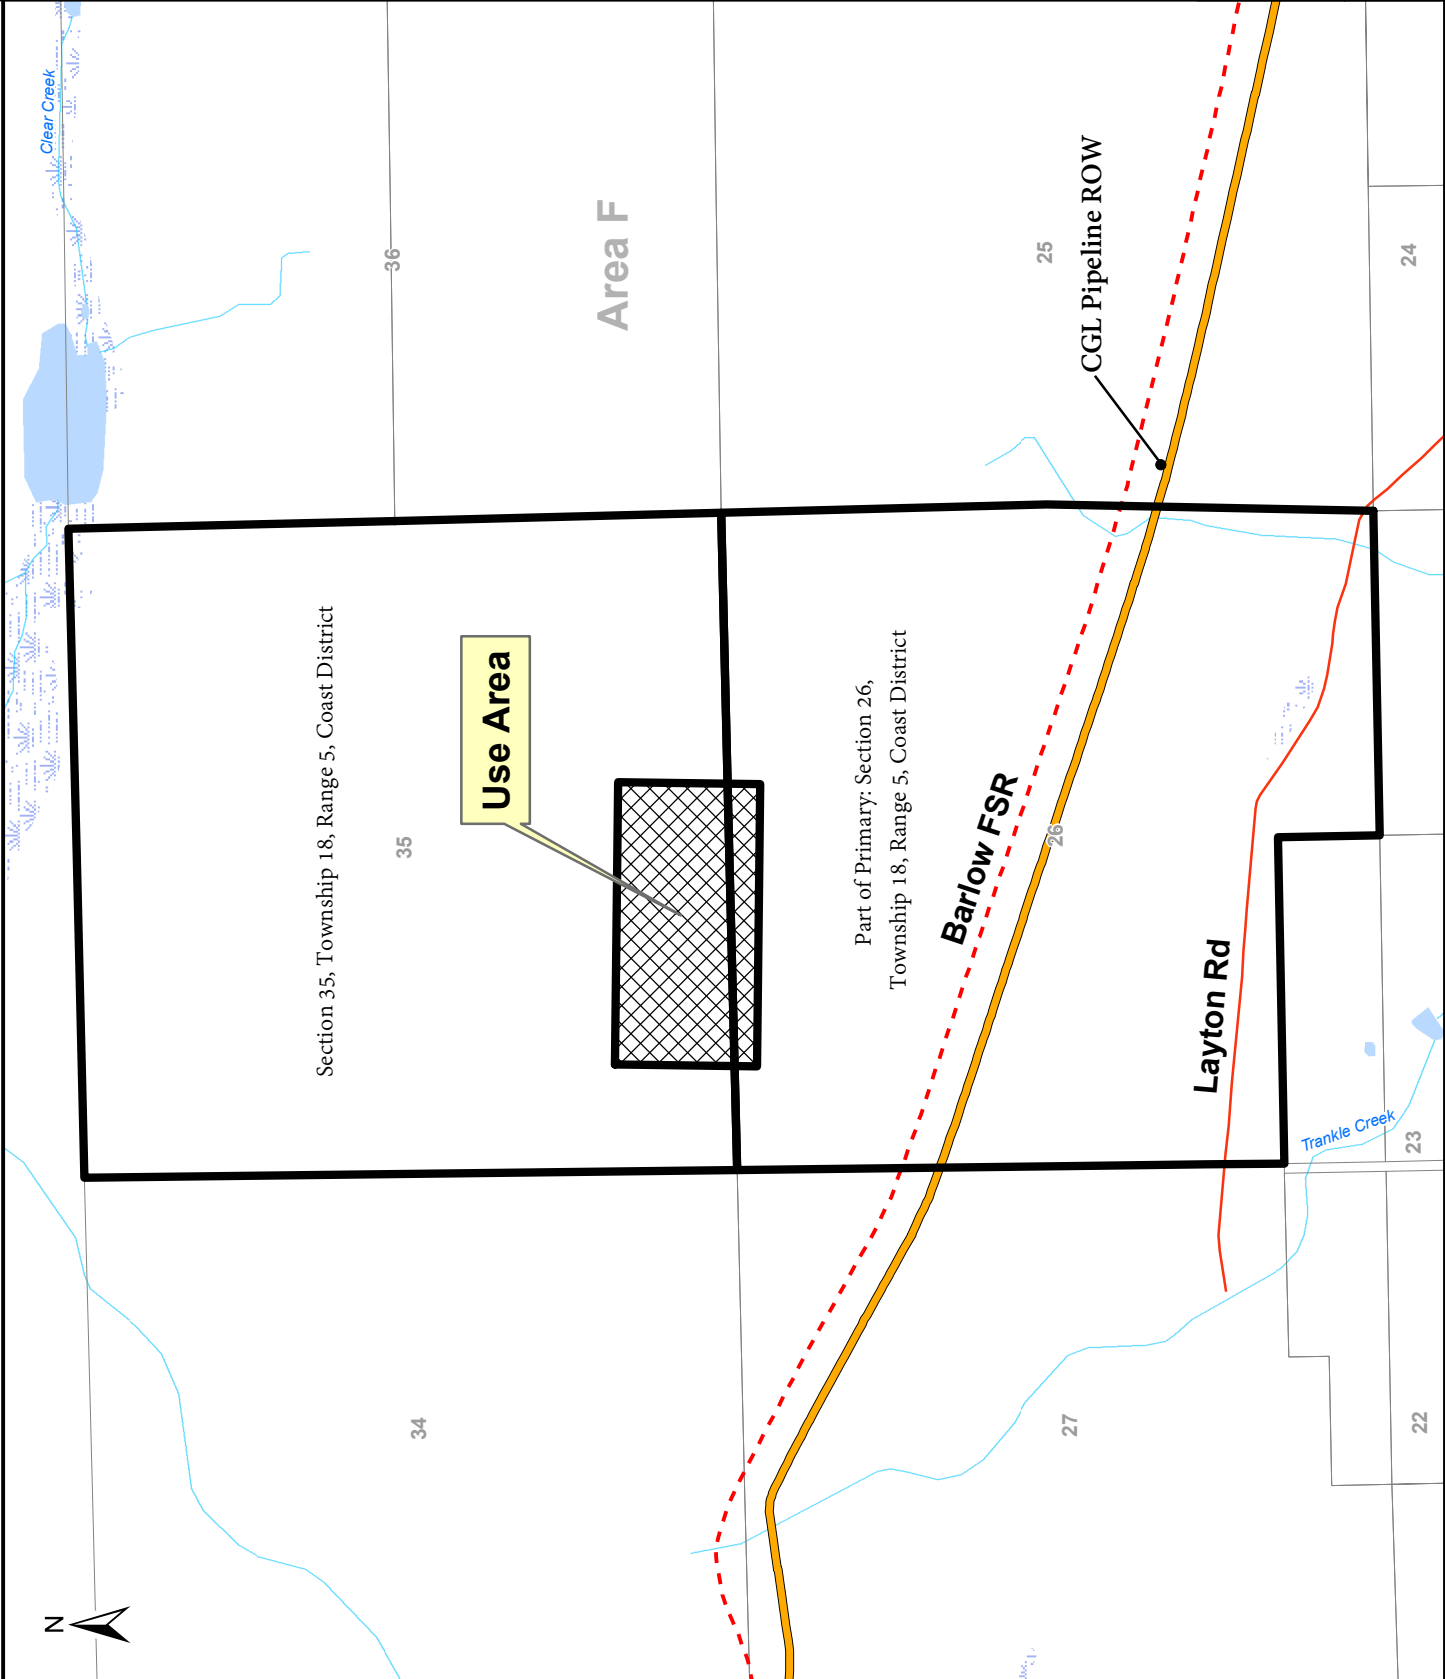 Clear Creek
36
Area F
25
CGL Pipeline ROW
24
Section 35, Township 18, Range 5, Coast District
35
Use Area
Part of Primary: Section 26,
Township 18, Range 5, Coast District
Barlow FSR
26
Layton Rd
Trankle Creek
23
34
27
22
N